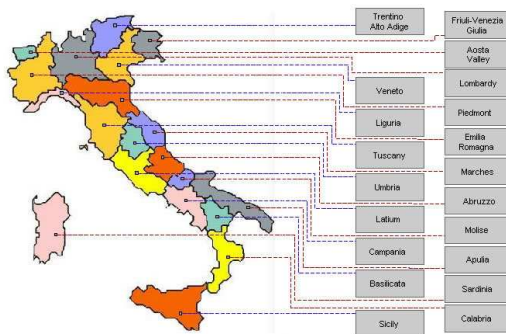 Trentino
Alto Adige
Friuli-Venezia
Giulia
Aosta
Valley
Veneto
Lombardy
Liguria
Piedmont
Tuscany
Emilia
Romagna
Umbria
Marches
Latium
Abruzzo
Campania
Molise
Basilicata
Apulia
Sardinia
Sicily
Calabria